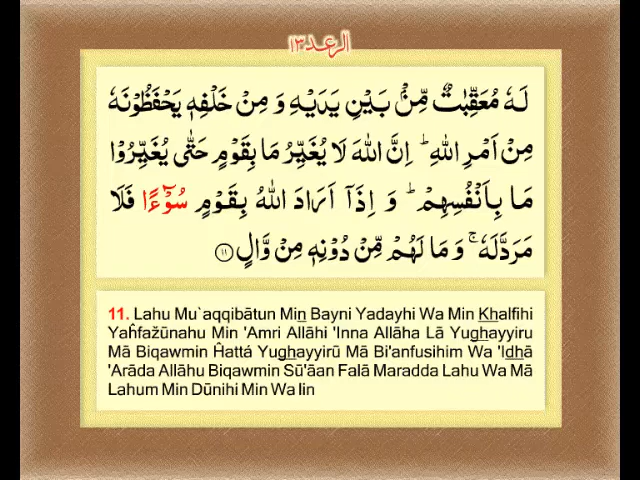 الرعد ١٣
لَهٗ مُعَقِّبٰتٌ مِّنْۢ بَيْنِ يَدَيْهِ وَ مِنْ خَلْفِهٖ يَحْفَظُوْنَهٗ
مِنْ اَمْرِ اللّٰهِ ؕ اِنَّ اللّٰهَ لَا يُغَيِّرُ مَا بِقَوْمٍ حَتّٰى يُغَيِّرُوْا
مَا بِاَنْفُسِهِمْ ؕ وَ اِذَاۤ اَرَادَ اللّٰهُ بِقَوْمٍ سُوْٓءًا فَلَا
مَرَدَّلَهٗ ۚ وَ مَا لَهُمْ مِّنْ دُوْنِهٖ مِنْ وَّالٍ ۝۱۱
11. Lahu Mu`aqqibātun Min Bayni Yadayhi Wa Min Khalfihi
Yaĥfažūnahu Min 'Amri Allāhi 'Inna Allāha Lā Yughayyiru
Mā Biqawmin Ĥattá Yughayyirū Mā Bi'anfusihim Wa 'Idhā
'Arāda Allāhu Biqawmin Sū'āan Falā Maradda Lahu Wa Mā
Lahum Min Dūnihi Min Wa lin